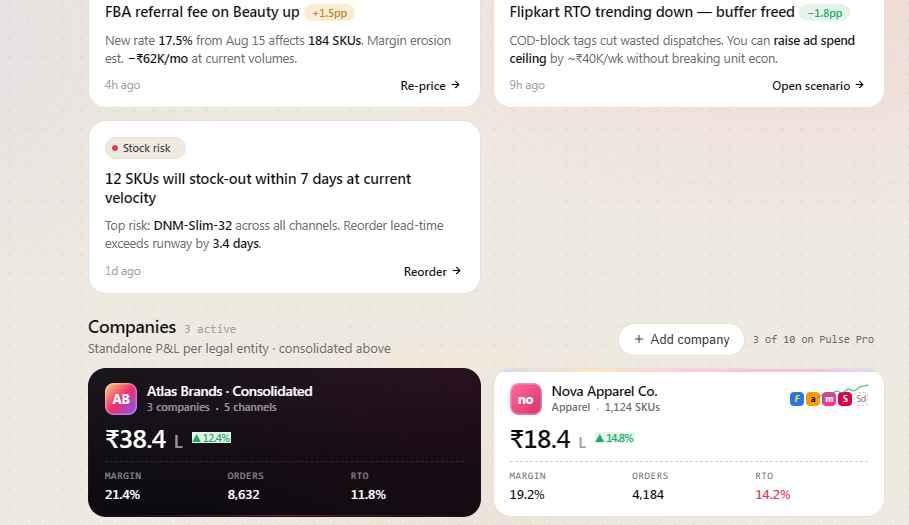 FBA referral fee on Beauty up +1.5pp
New rate 17.5% from Aug 15 affects 184 SKUs. Margin erosion
est. −₹62K/mo at current volumes.
4h ago Re-price →
Flipkart RTO trending down — buffer freed −1.8pp
COD-block tags cut wasted dispatches. You can raise ad spend
ceiling by ~₹40K/wk without breaking unit econ.
9h ago Open scenario →
Stock risk
12 SKUs will stock-out within 7 days at current
velocity
Top risk: DNM-Slim-32 across all channels. Reorder lead-time
exceeds runway by 3.4 days.
1d ago Reorder →
Companies 3 active
Standalone P&L per legal entity · consolidated above
+ Add company 3 of 10 on Pulse Pro
AB Atlas Brands · Consolidated
3 companies · 5 channels
₹38.4 L ▲12.4%
MARGIN ORDERS RTO
21.4% 8,632 11.8%
no Nova Apparel Co.
Apparel · 1,124 SKUs
F a m S Sd
₹18.4 L ▲14.8%
MARGIN ORDERS RTO
19.2% 4,184 14.2%